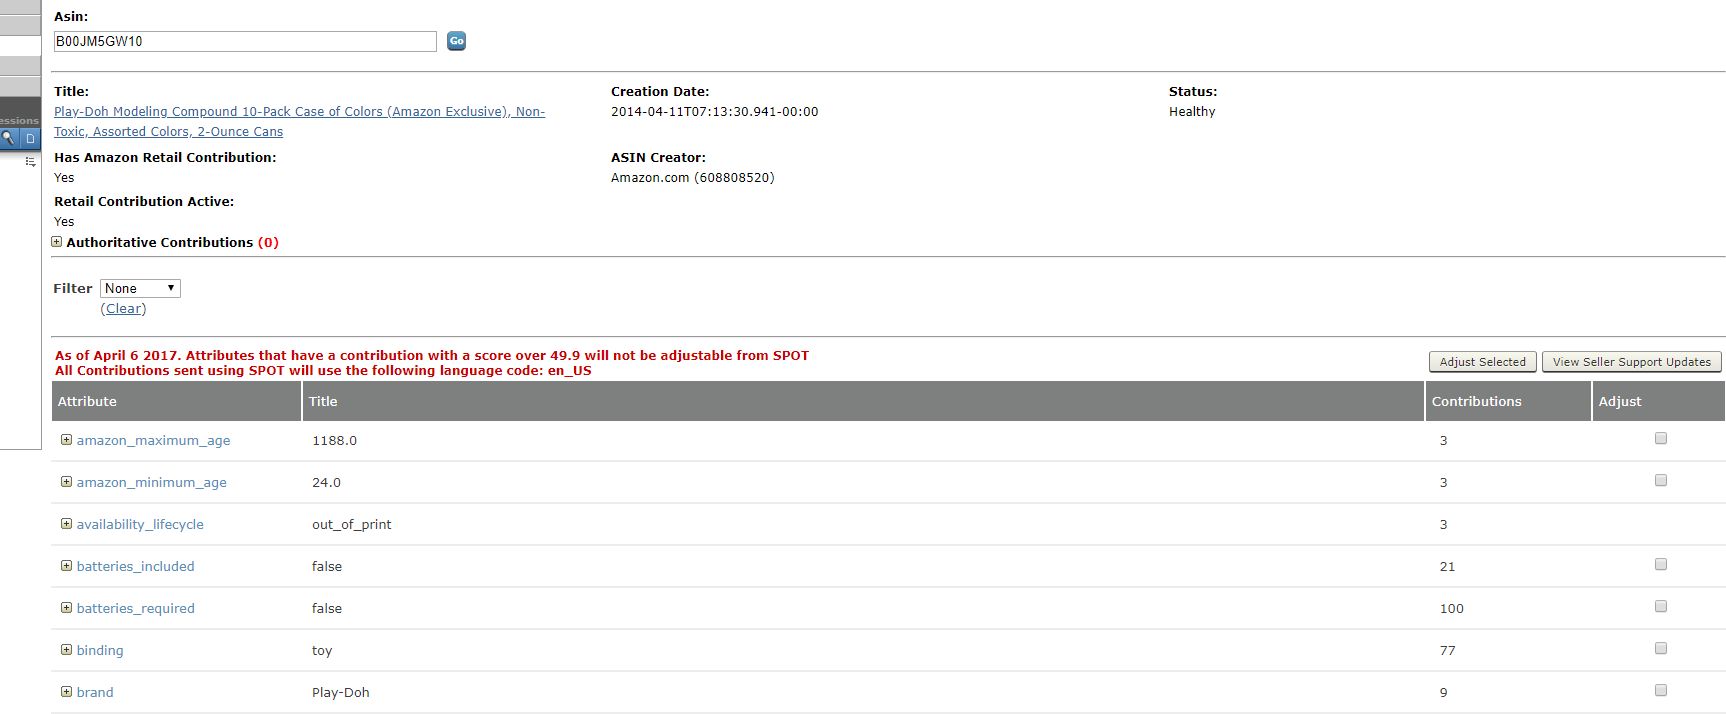 Asin:
B00JM5GW10 Go
Title: Creation Date: Status:
Play-Doh Modeling Compound 10-Pack Case of Colors (Amazon Exclusive), Non- 2014-04-11T07:13:30.941-00:00 Healthy
Toxic, Assorted Colors, 2-Ounce Cans
essions
Has Amazon Retail Contribution: ASIN Creator:
Yes Amazon.com (608808520)
Retail Contribution Active:
Yes
Authoritative Contributions (0)
Filter None
(Clear)
As of April 6 2017. Attributes that have a contribution with a score over 49.9 will not be adjustable from SPOT
All Contributions sent using SPOT will use the following language code: en_US
Adjust Selected View Seller Support Updates
Attribute Title Contributions Adjust
amazon_maximum_age 1188.0 3
amazon_minimum_age 24.0 3
availability_lifecycle out_of_print 3
batteries_included false 21
batteries_required false 100
binding toy 77
brand Play-Doh 9